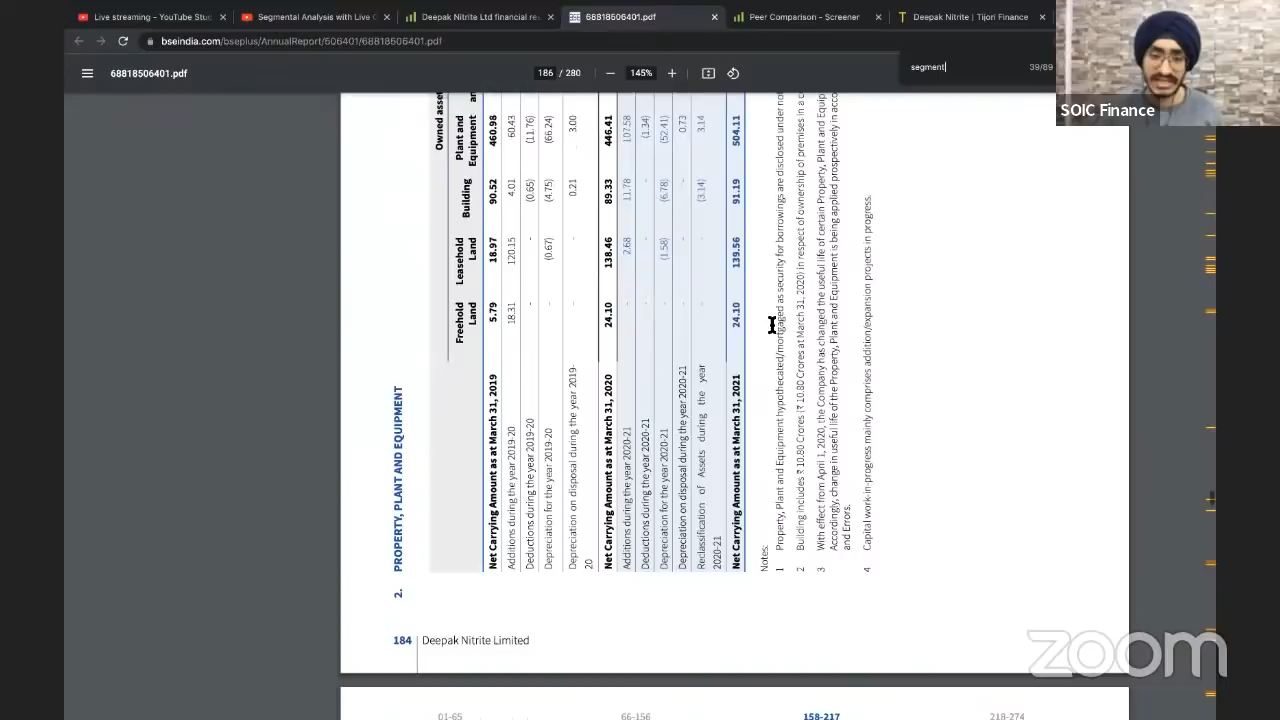 Live streaming - YouTube Stud
Segmental Analysis with Live C
Deepak Nitrite Ltd financial re
68818506401.pdf
Peer Comparison - Screener
Deepak Nitrite | Tijori Finance
bseindia.com/bseplus/AnnualReport/506401/68818506401.pdf
68818506401.pdf
186 / 280
145%
segment
39/89
SOIC Finance
2. PROPERTY, PLANT AND EQUIPMENT
Freehold Land
Leasehold Land
Building
Plant and Equipment
Net Carrying Amount as at March 31, 2019 5.79 18.97 90.52 460.98
Additions during the year 2019-20 18.31 120.15 4.01 60.43
Deductions during the year 2019-20 - - (0.65) (11.76)
Depreciation for the year 2019-20 - (0.67) (4.75) (66.24)
Depreciation on disposal during the year 2019-20 - - 0.21 3.00
Net Carrying Amount as at March 31, 2020 24.10 138.46 89.33 446.41
Additions during the year 2020-21 - 2.68 11.78 107.58
Deductions during the year 2020-21 - - - (1.34)
Depreciation for the year 2020-21 - (1.58) (6.78) (52.41)
Depreciation on disposal during the year 2020-21 - - - 0.73
Reclassification of Assets during the year 2020-21 - - (3.14)
Net Carrying Amount as at March 31, 2021 24.10 139.56 91.19 504.11
Notes:
1 Property, Plant and Equipment hypothecated/mortgaged as security for borrowings are disclosed under
2 Building includes ₹ 10.80 Crores (₹ 10.80 Crores at March 31, 2020) in respect of ownership of premises in a
3 With effect from April 1, 2020, the Company has changed the useful life of certain Property, Plant and
Accordingly, change in useful life of the Property, Plant and Equipment is being applied prospectively in
and Errors.
4 Capital work-in-progress mainly comprises addition/expansion projects in progress.
184 Deepak Nitrite Limited
zoom
01-65
66-156
158-217
218-274